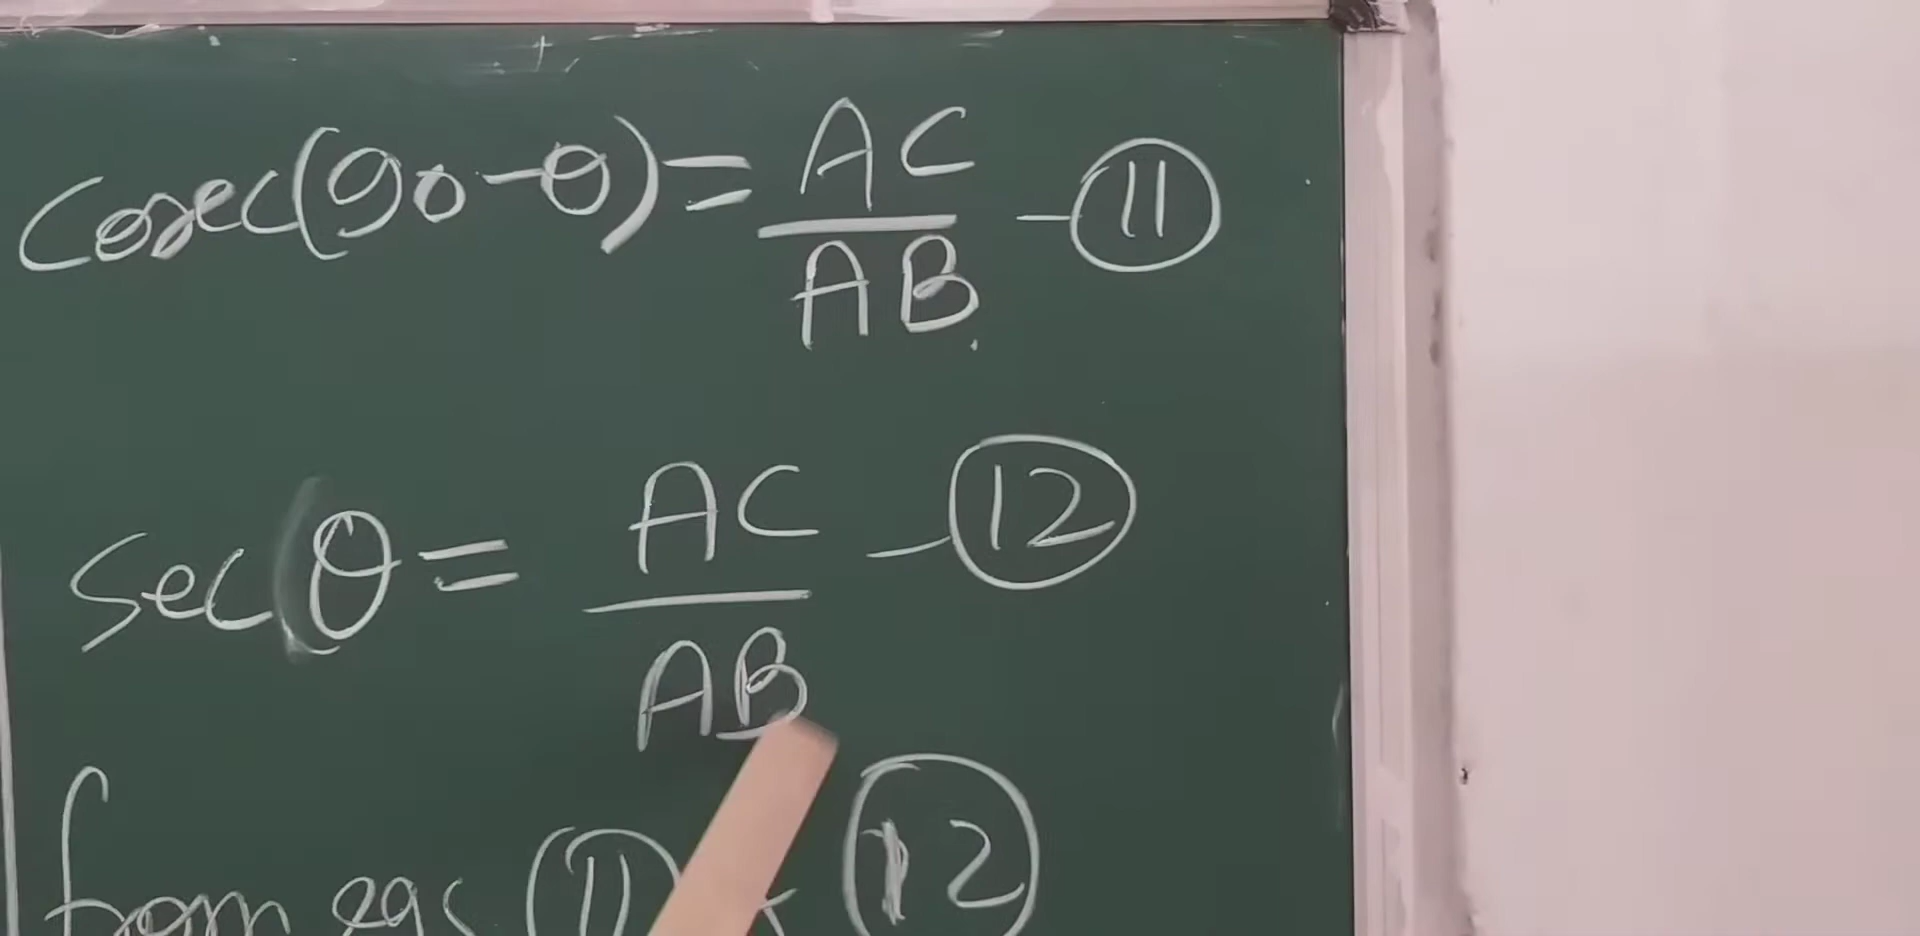 cosec(90-θ) = AC/AB - ⑪
sec θ = AC/AB - ⑫
from eqs ⑪ & ⑫